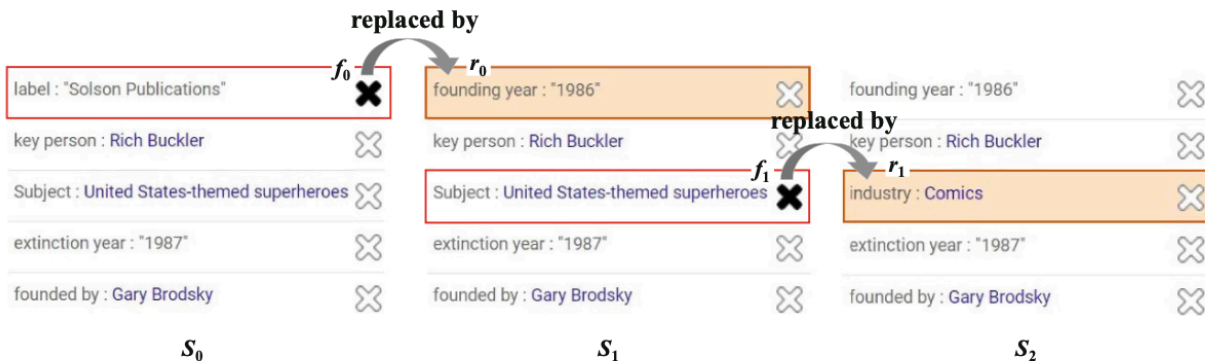 replaced by
f0
label : "Solson Publications"
key person : Rich Buckler
Subject : United States-themed superheroes
extinction year : "1987"
founded by : Gary Brodsky
S0
r0
founding year : "1986"
key person : Rich Buckler
replaced by
f1
Subject : United States-themed superheroes
extinction year : "1987"
founded by : Gary Brodsky
S1
founding year : "1986"
key person : Rich Buckler
r1
industry : Comics
extinction year : "1987"
founded by : Gary Brodsky
S2